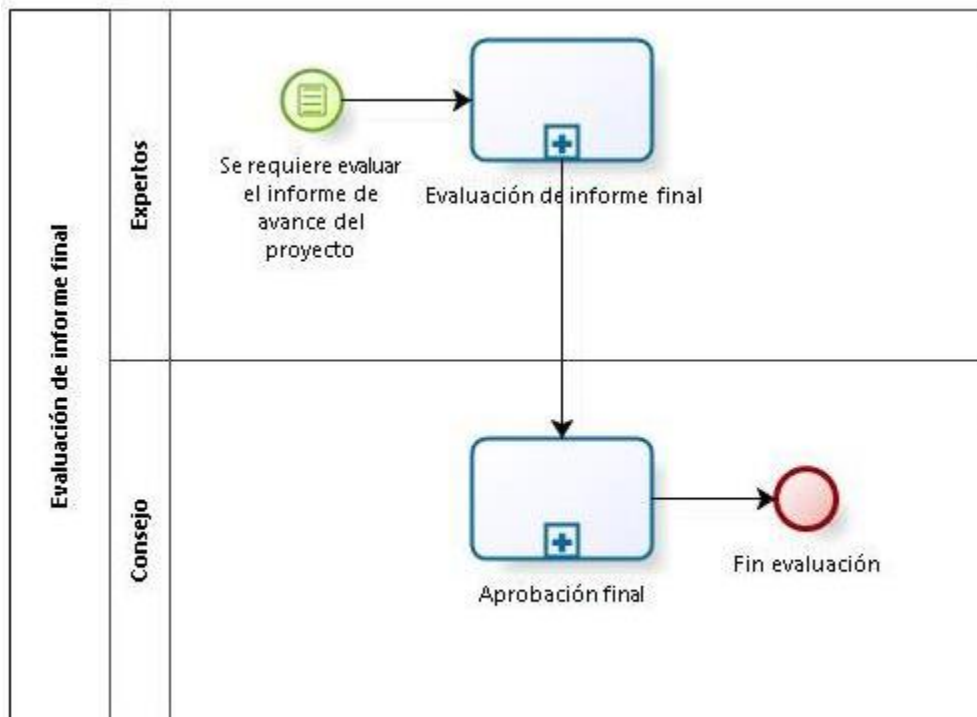 Evaluación de informe final
Expertos
Se requiere evaluar
el informe de
avance del
proyecto
Evaluación de informe final
Consejo
Aprobación final
Fin evaluación